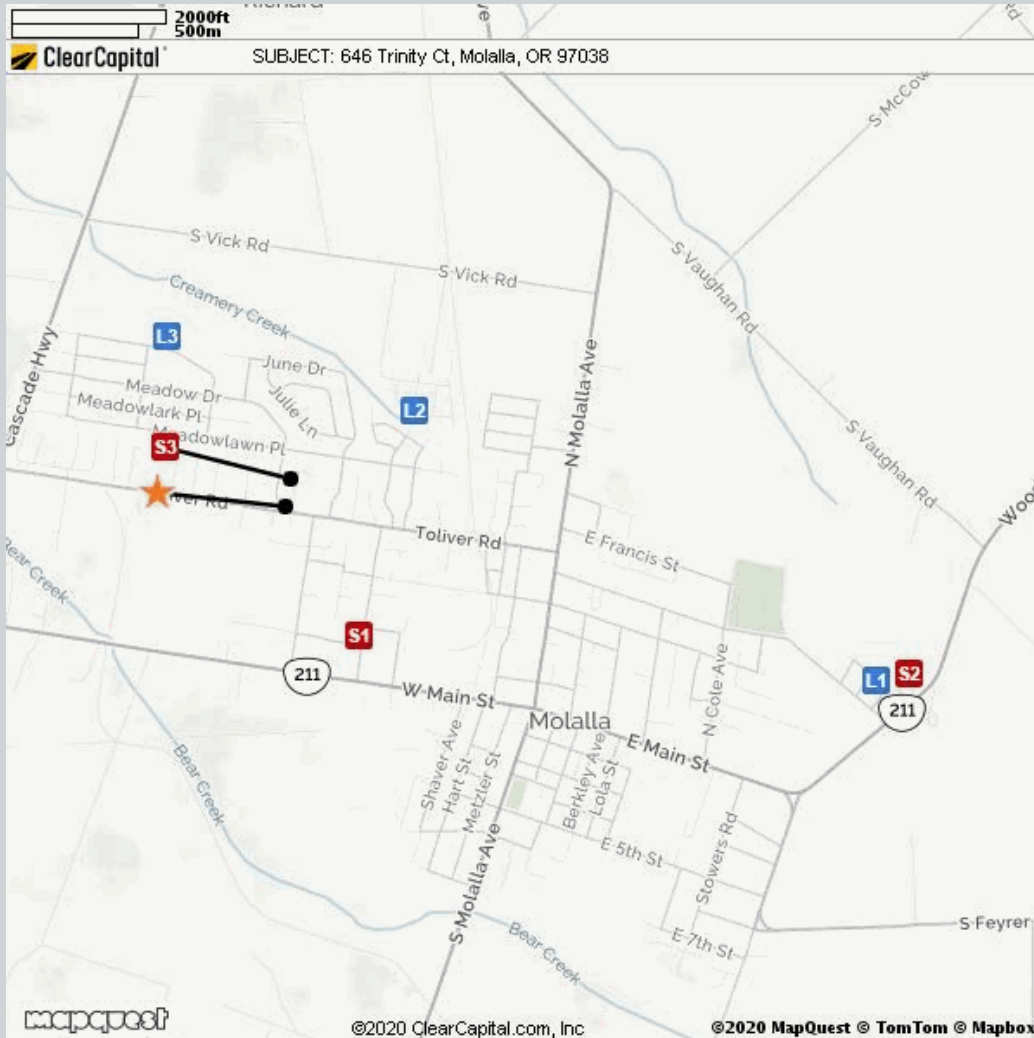 2000ft
500m
ClearCapital
SUBJECT: 646 Trinity Ct, Molalla, OR 97038
S McCow
S Vick Rd
S Vick Rd
S Vaughan Rd
Creamery Creek
Cascade Hwy
L3
June Dr
N Molalla Ave
Meadow Dr
Julie Ln
L2
Meadowlark Pl
S3
Meadowlawn Pl
S Vaughan Rd
iver Rd
Toliver Rd
E Francis St
Bear Creek
S1
211
W Main St
N Cole Ave
L1
S2
211
Molalla
E Main St
Shaver Ave
Hart St
Metzler St
Berkley Ave
Lola St
Bear Creek
E 5th St
Stowers Rd
S Molalla Ave
Bear Creek
E 7th St
S Feyrer
mapquest
©2020 ClearCapital.com, Inc
©2020 MapQuest © TomTom © Mapbox